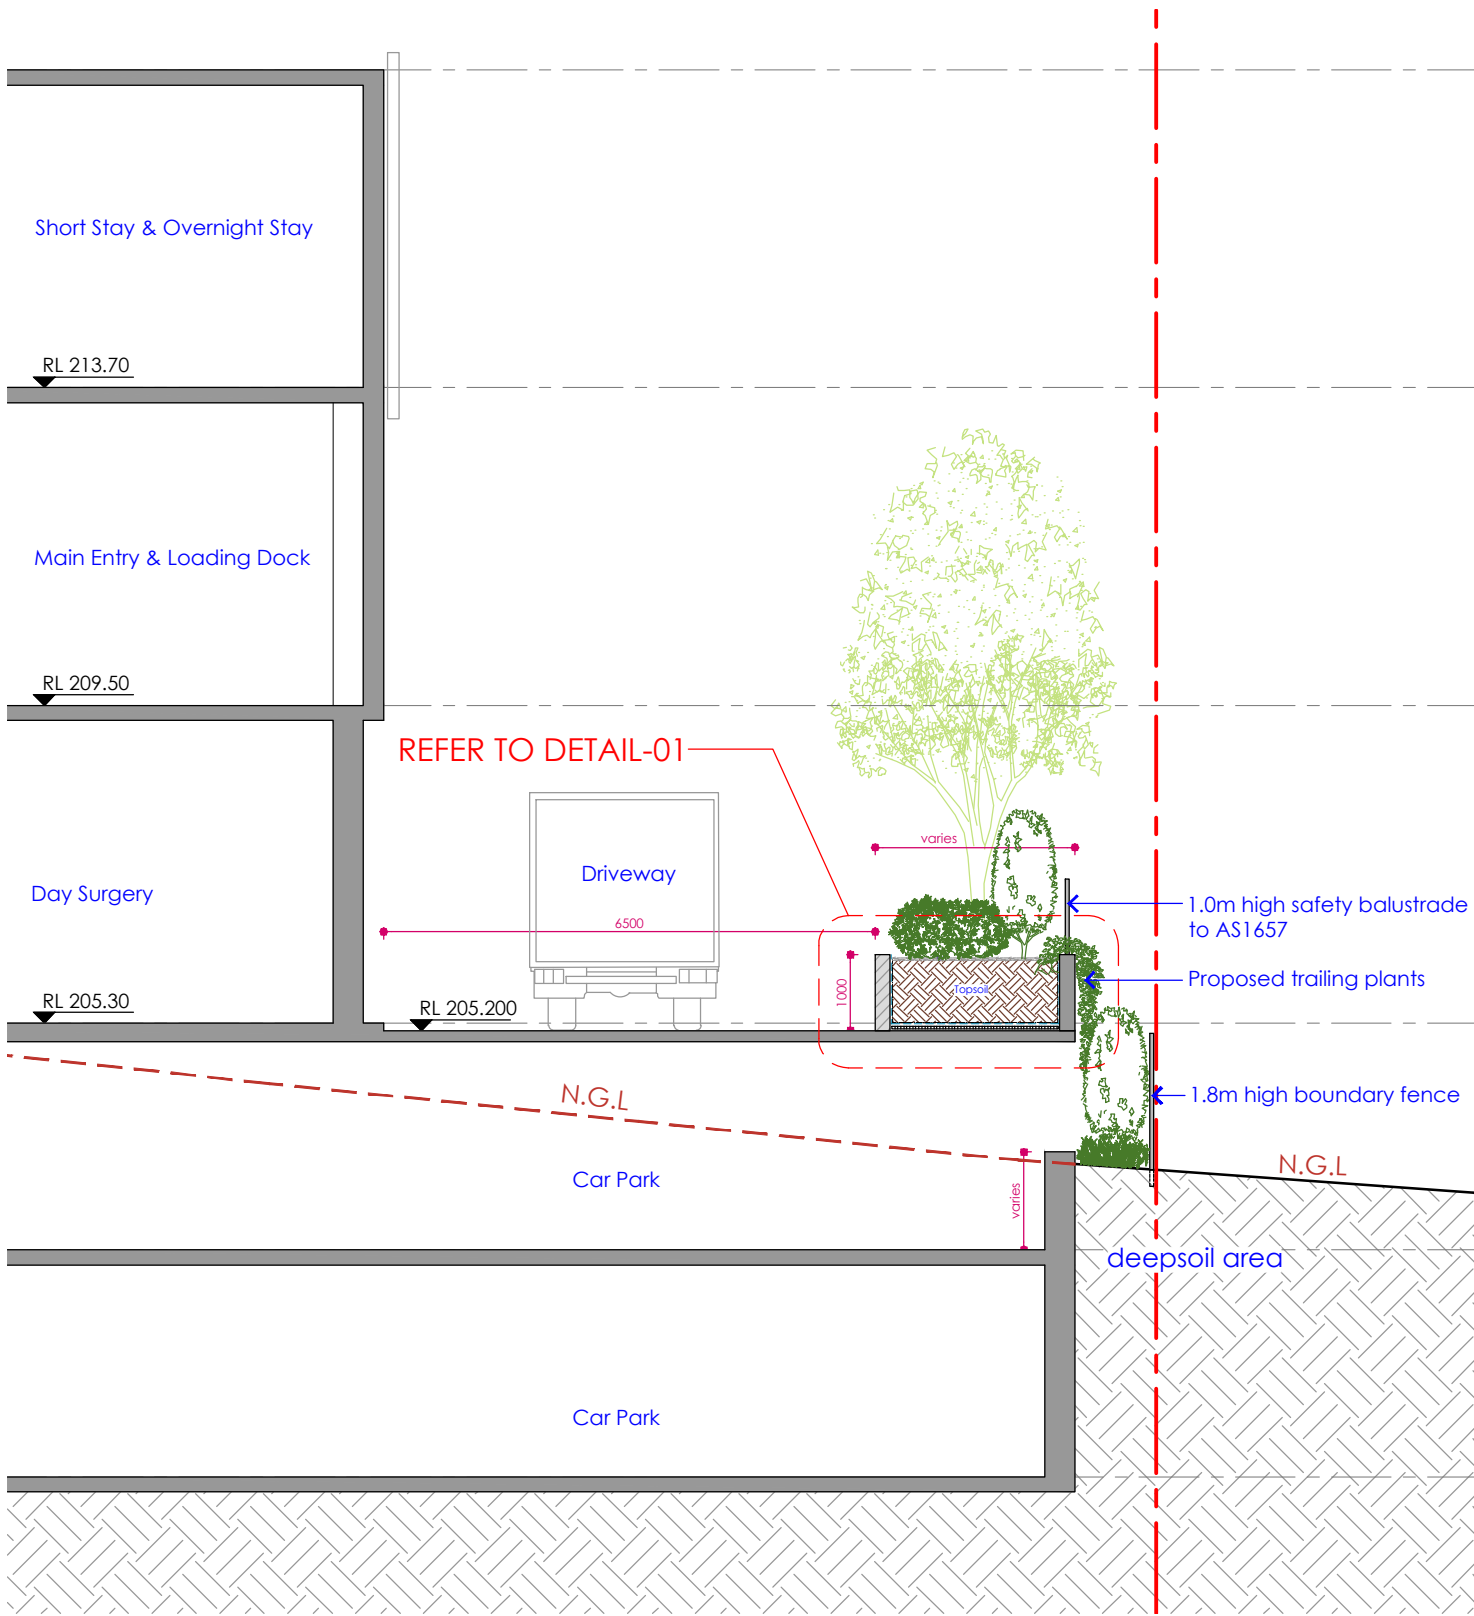 Short Stay & Overnight Stay
RL 213.70
Main Entry & Loading Dock
RL 209.50
REFER TO DETAIL-01
varies
Driveway
Day Surgery
6500
1.0m high safety balustrade
to AS1657
Proposed trailing plants
1000
Topsoil
RL 205.30
RL 205.200
N.G.L
1.8m high boundary fence
N.G.L
Car Park
varies
deepsoil area
Car Park